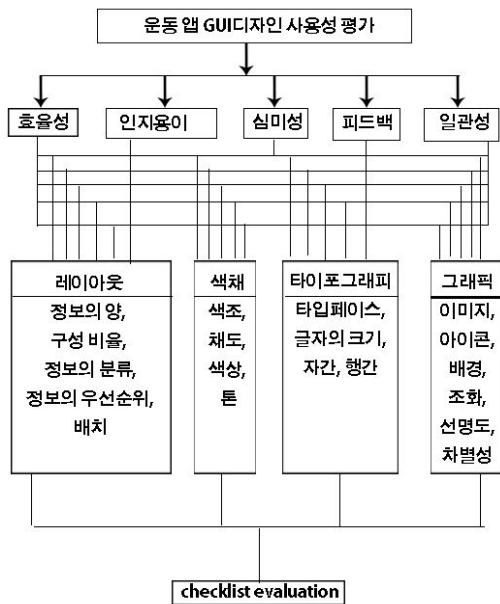 운동 앱 GUI디자인 사용성 평가
효율성
인지용이
심미성
피드백
일관성
레이아웃
정보의 양,
구성 비율,
정보의 분류,
정보의 우선순위,
배치
색채
색조,
채도,
색상,
톤
타이포그래피
타입페이스,
글자의 크기,
자간, 행간
그래픽
이미지,
아이콘,
배경,
조화,
선명도,
차별성
checklist evaluation